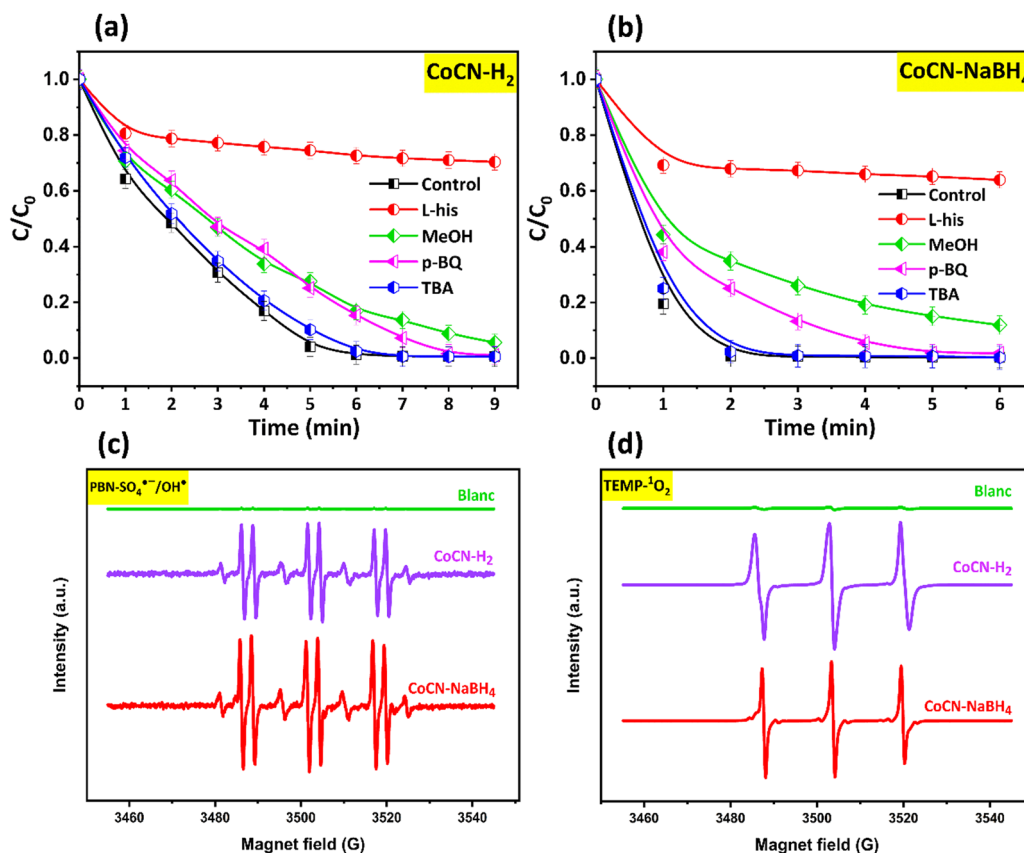 (a)
CoCN-H₂
1.0
0.8
0.6
0.4
0.2
0.0
C/C₀
Control
L-his
MeOH
p-BQ
TBA
0 1 2 3 4 5 6 7 8 9
Time (min)
(b)
CoCN-NaBH₄
1.0
0.8
0.6
0.4
0.2
0.0
C/C₀
Control
L-his
MeOH
p-BQ
TBA
0 1 2 3 4 5 6
Time (min)
(c)
PBN-SO₄•⁻/OH•
Blanc
CoCN-H₂
CoCN-NaBH₄
Intensity (a.u.)
3460 3480 3500 3520 3540
Magnet field (G)
(d)
TEMP-¹O₂
Blanc
CoCN-H₂
CoCN-NaBH₄
Intensity (a.u.)
3460 3480 3500 3520 3540
Magnet field (G)